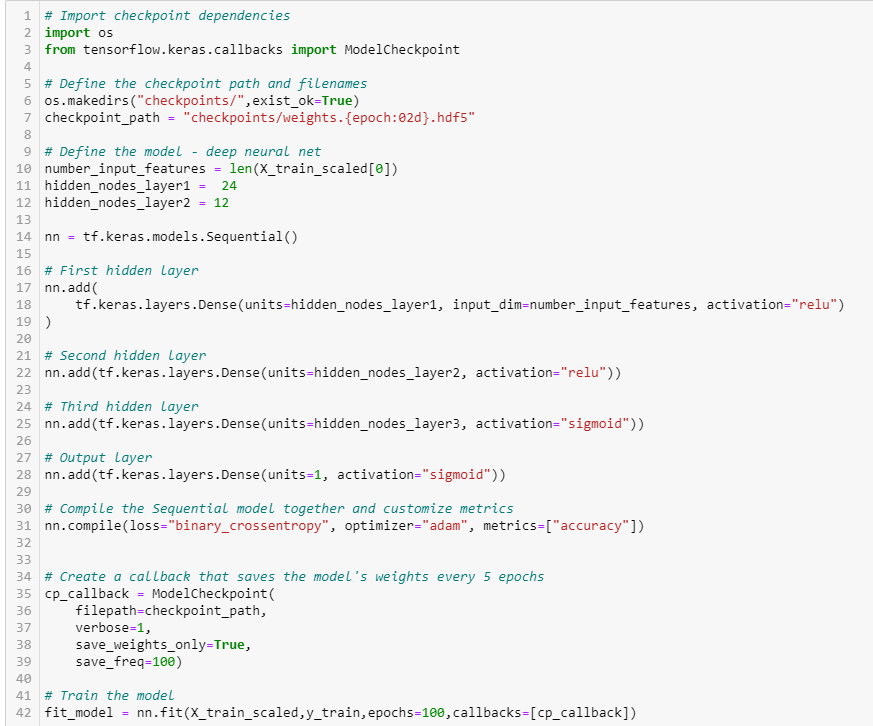 1 # Import checkpoint dependencies
2 import os
3 from tensorflow.keras.callbacks import ModelCheckpoint
4
5 # Define the checkpoint path and filenames
6 os.makedirs("checkpoints/",exist_ok=True)
7 checkpoint_path = "checkpoints/weights.{epoch:02d}.hdf5"
8
9 # Define the model - deep neural net
10 number_input_features = len(X_train_scaled[0])
11 hidden_nodes_layer1 =  24
12 hidden_nodes_layer2 = 12
13
14 nn = tf.keras.models.Sequential()
15
16 # First hidden layer
17 nn.add(
18     tf.keras.layers.Dense(units=hidden_nodes_layer1, input_dim=number_input_features, activation="relu")
19 )
20
21 # Second hidden layer
22 nn.add(tf.keras.layers.Dense(units=hidden_nodes_layer2, activation="relu"))
23
24 # Third hidden layer
25 nn.add(tf.keras.layers.Dense(units=hidden_nodes_layer3, activation="sigmoid"))
26
27 # Output layer
28 nn.add(tf.keras.layers.Dense(units=1, activation="sigmoid"))
29
30 # Compile the Sequential model together and customize metrics
31 nn.compile(loss="binary_crossentropy", optimizer="adam", metrics=["accuracy"])
32
33
34 # Create a callback that saves the model's weights every 5 epochs
35 cp_callback = ModelCheckpoint(
36     filepath=checkpoint_path,
37     verbose=1,
38     save_weights_only=True,
39     save_freq=100)
40
41 # Train the model
42 fit_model = nn.fit(X_train_scaled,y_train,epochs=100,callbacks=[cp_callback])